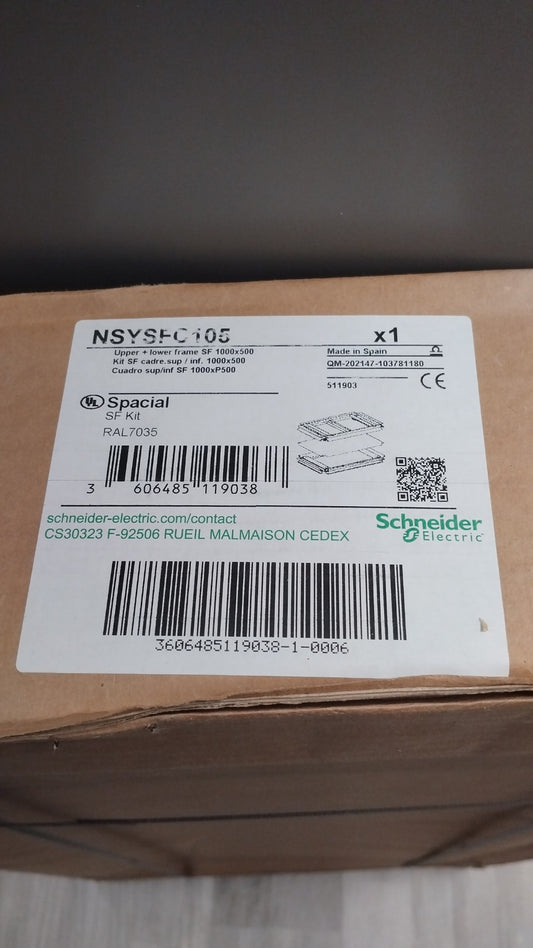 NSYSFC105
x1
Upper + lower frame SF 1000x500
Kit SF cadre.sup / inf. 1000x500
Cuadro sup/inf SF 1000xP500
Made in Spain
QM-202147-103781180
511903
CE
UL Spacial
SF Kit
RAL7035
3 606485 119038
schneider-electric.com/contact
CS30323 F-92506 RUEIL MALMAISON CEDEX
Schneider
Electric
3606485119038-1-0006